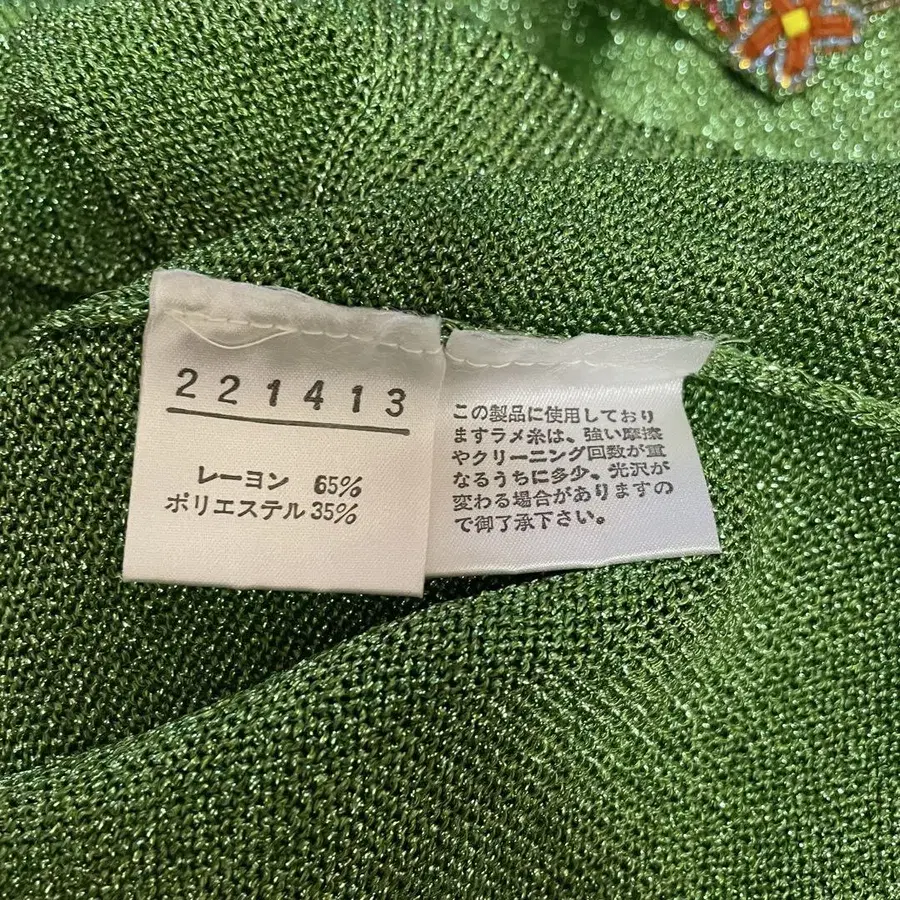 221413
レーヨン 65%
ポリエステル 35%
この製品に使用しており
ますラメ糸は、強い摩擦
やクリーニング回数が重
なるうちに多少、光沢が
変わる場合がありますの
で御了承下さい。